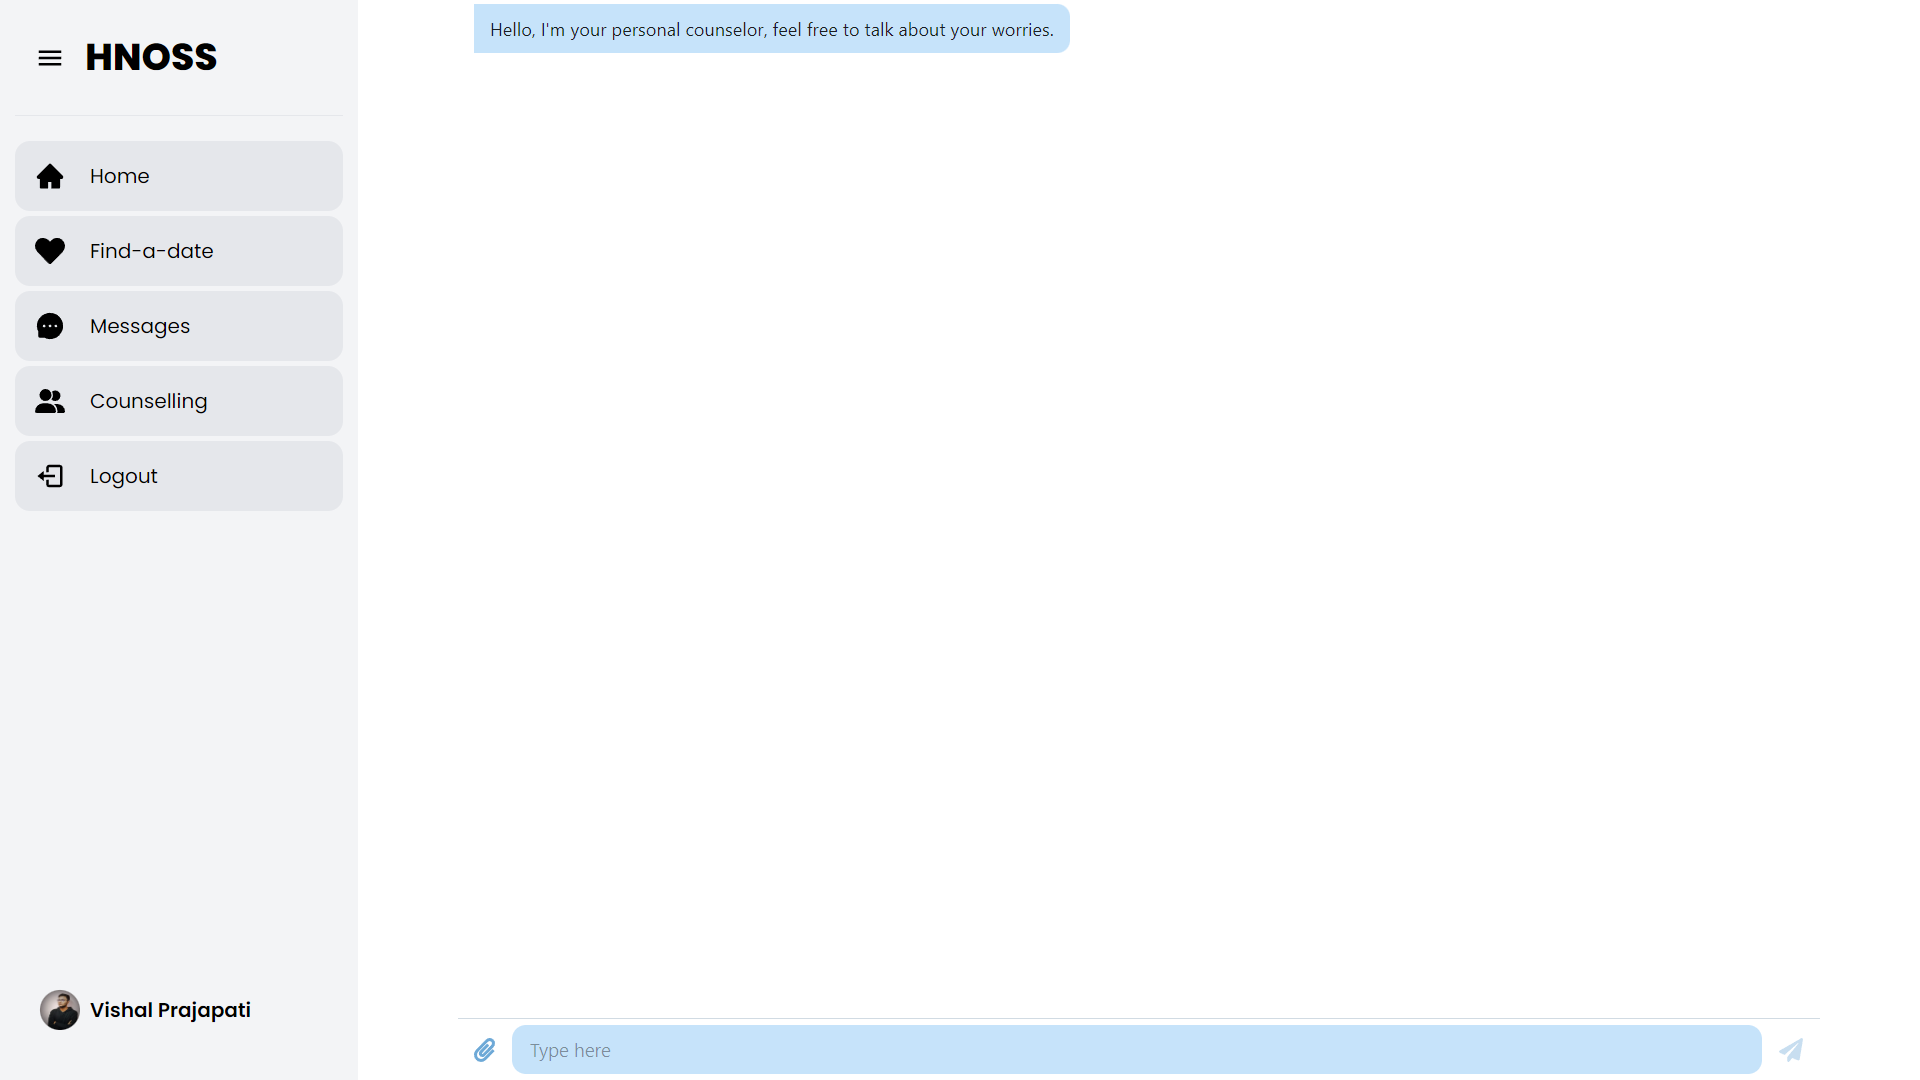 HNOSS
Home
Find-a-date
Messages
Counselling
Logout
Vishal Prajapati
Hello, I'm your personal counselor, feel free to talk about your worries.
Type here